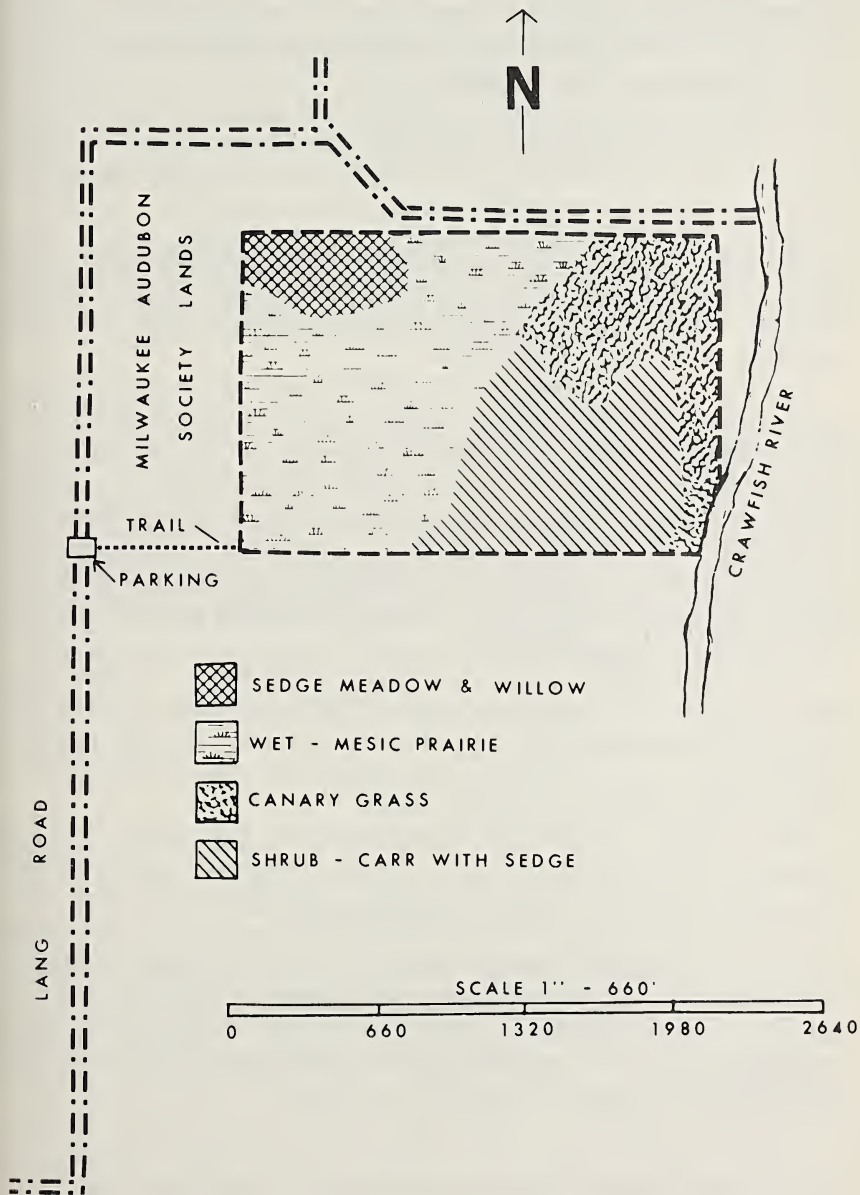 N
MILWAUKEE AUDUBON
SOCIETY LANDS
CRAWFISH RIVER
TRAIL
PARKING
SEDGE MEADOW & WILLOW
WET - MESIC PRAIRIE
CANARY GRASS
SHRUB - CARR WITH SEDGE
LANG ROAD
SCALE 1" - 660'
0 660 1320 1980 2640